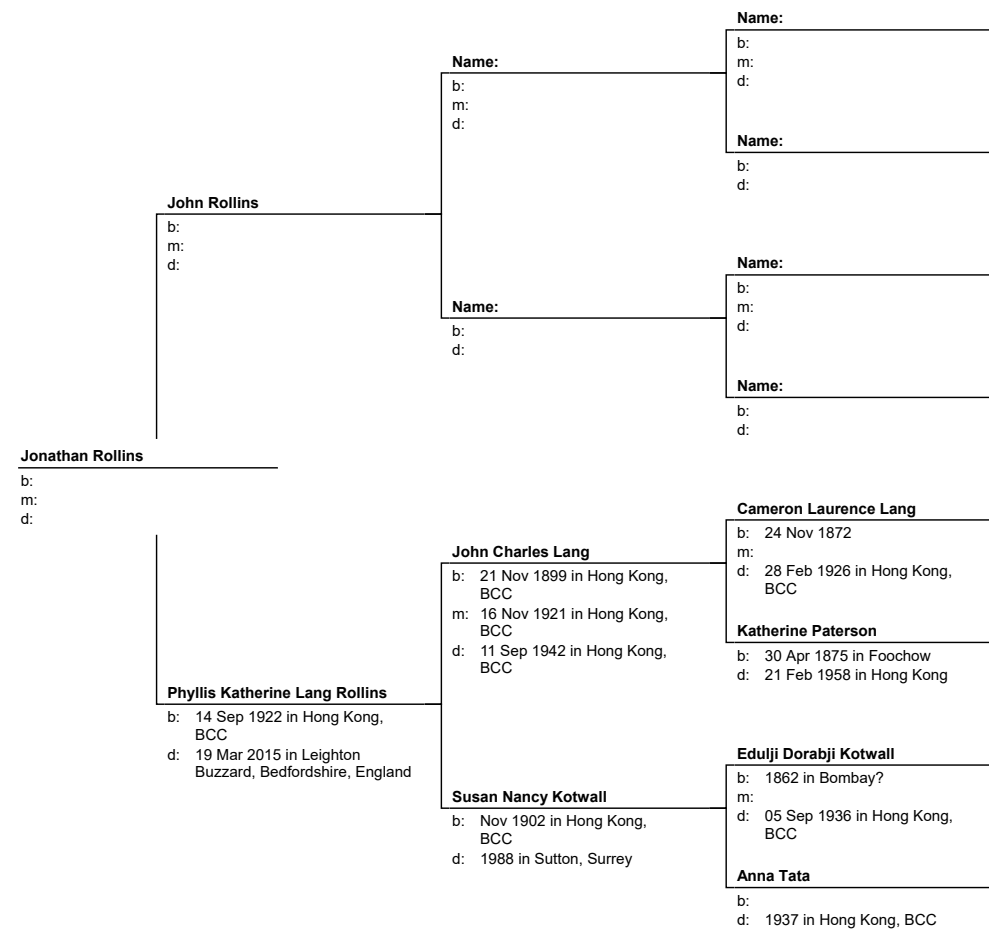 Name:
b:
m:
d:
Name:
b:
m:
d:
Name:
b:
d:
John Rollins
b:
m:
d:
Name:
b:
m:
d:
Name:
b:
d:
Name:
b:
d:
Jonathan Rollins
b:
m:
d:
Cameron Laurence Lang
b: 24 Nov 1872
m:
d: 28 Feb 1926 in Hong Kong,
BCC
John Charles Lang
b: 21 Nov 1899 in Hong Kong,
BCC
m: 16 Nov 1921 in Hong Kong,
BCC
d: 11 Sep 1942 in Hong Kong,
BCC
Katherine Paterson
b: 30 Apr 1875 in Foochow
d: 21 Feb 1958 in Hong Kong
Phyllis Katherine Lang Rollins
b: 14 Sep 1922 in Hong Kong,
BCC
d: 19 Mar 2015 in Leighton
Buzzard, Bedfordshire, England
Edulji Dorabji Kotwall
b: 1862 in Bombay?
m:
d: 05 Sep 1936 in Hong Kong,
BCC
Susan Nancy Kotwall
b: Nov 1902 in Hong Kong,
BCC
d: 1988 in Sutton, Surrey
Anna Tata
b:
d: 1937 in Hong Kong, BCC